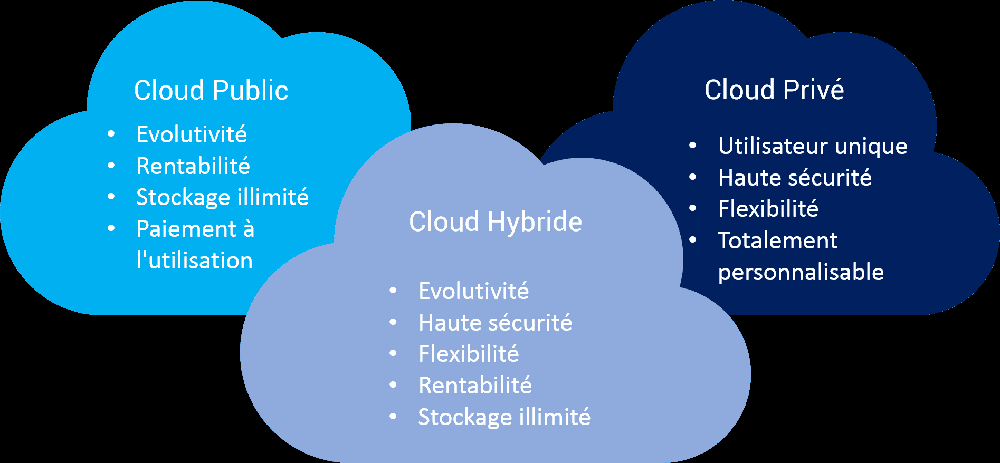 Cloud Public
• Evolutivité
• Rentabilité
• Stockage illimité
• Paiement à
l'utilisation
Cloud Privé
• Utilisateur unique
• Haute sécurité
• Flexibilité
• Totalement
personnalisable
Cloud Hybride
• Evolutivité
• Haute sécurité
• Flexibilité
• Rentabilité
• Stockage illimité